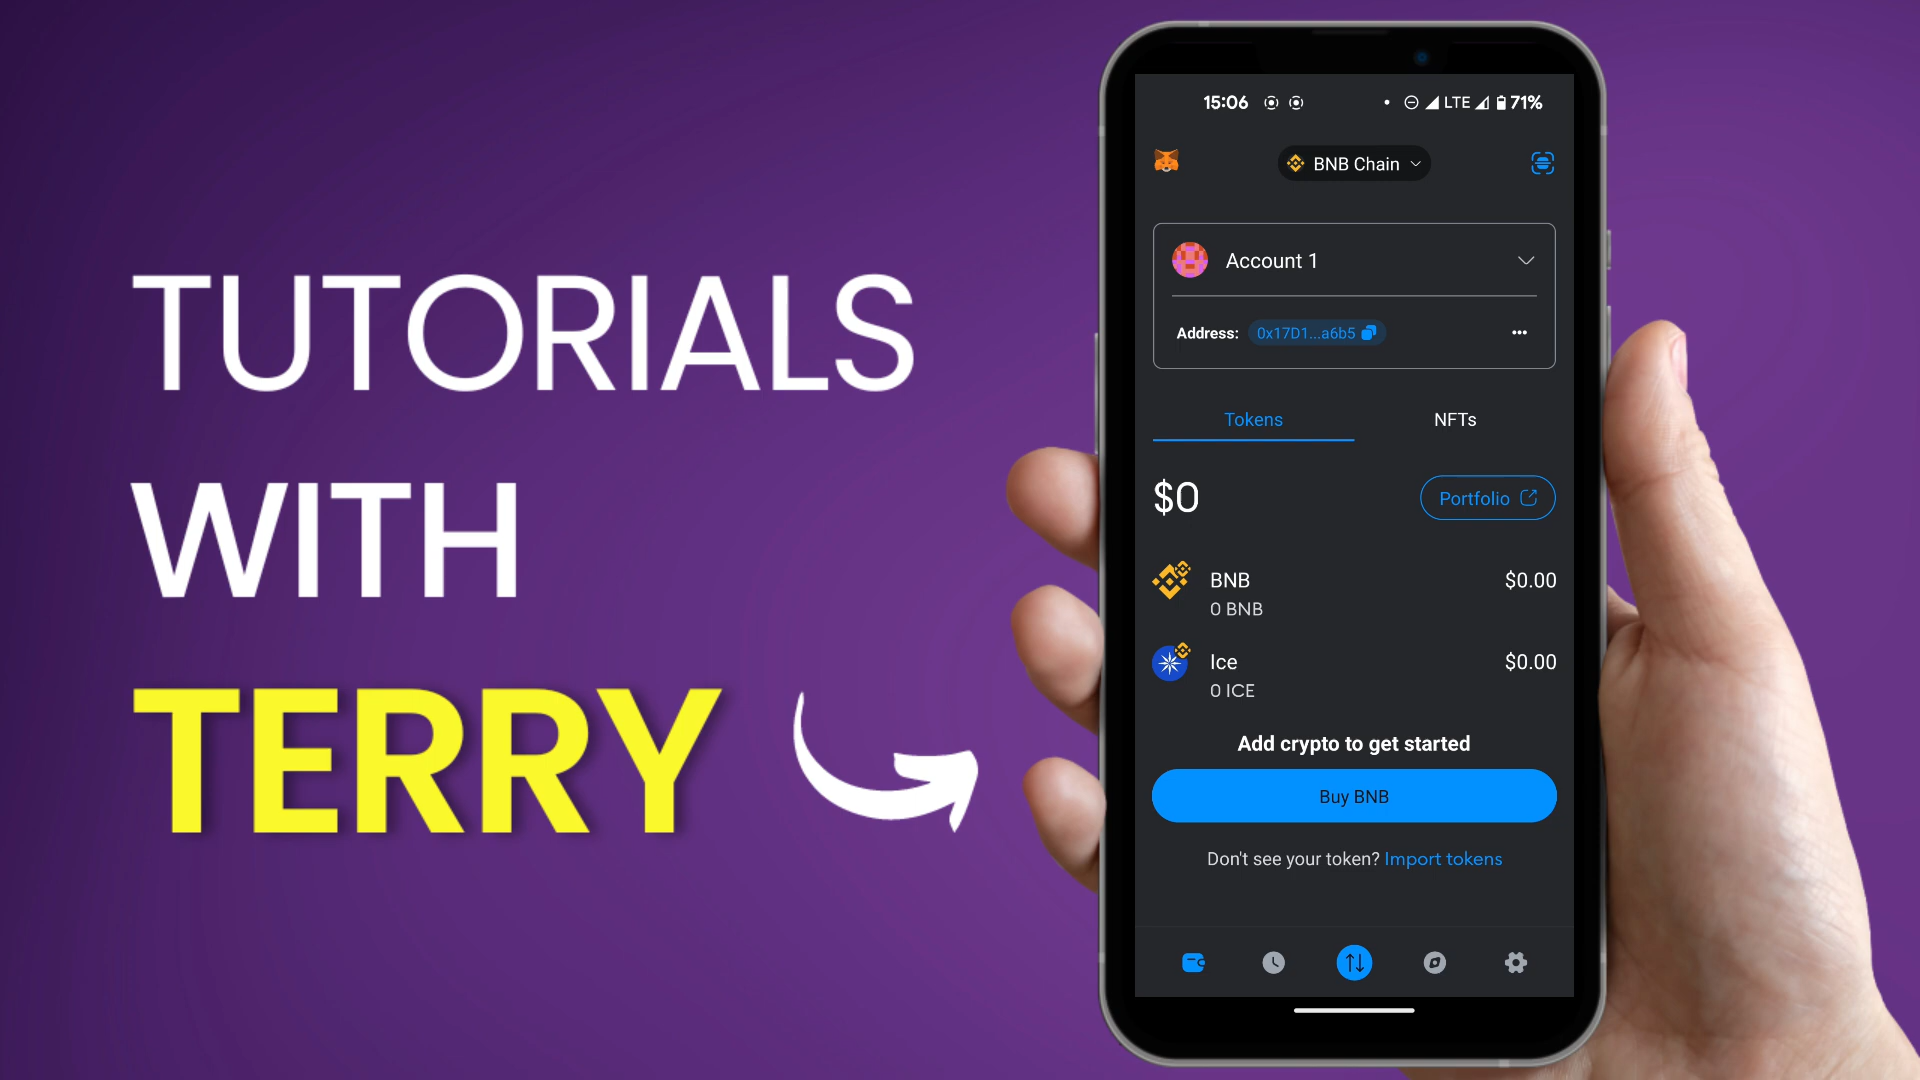 TUTORIALS
WITH
TERRY
15:06 LTE 71%
BNB Chain
Account 1
Address: 0x17D1...a6b5
Tokens NFTs
$0 Portfolio
BNB $0.00
0 BNB
Ice $0.00
0 ICE
Add crypto to get started
Buy BNB
Don't see your token? Import tokens